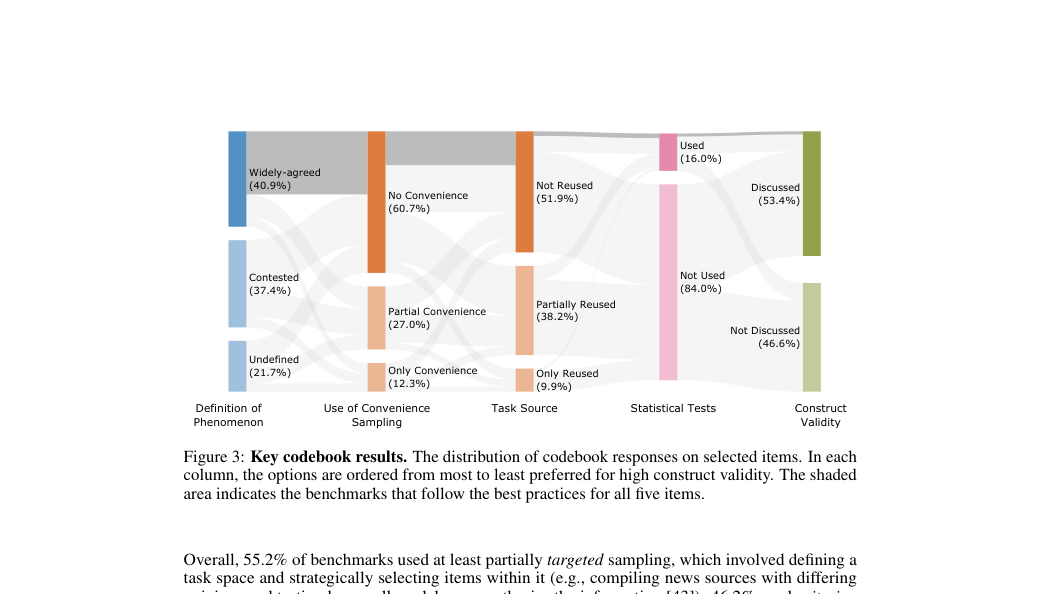 Widely-agreed
(40.9%)
Contested
(37.4%)
Undefined
(21.7%)
No Convenience
(60.7%)
Partial Convenience
(27.0%)
Only Convenience
(12.3%)
Not Reused
(51.9%)
Partially Reused
(38.2%)
Only Reused
(9.9%)
Used
(16.0%)
Not Used
(84.0%)
Discussed
(53.4%)
Not Discussed
(46.6%)
Definition of
Phenomenon
Use of Convenience
Sampling
Task Source
Statistical Tests
Construct
Validity
Figure 3: Key codebook results. The distribution of codebook responses on selected items. In each
column, the options are ordered from most to least preferred for high construct validity. The shaded
area indicates the benchmarks that follow the best practices for all five items.
Overall, 55.2% of benchmarks used at least partially targeted sampling, which involved defining a
task space and strategically selecting items within it (e.g., compiling news sources with differing